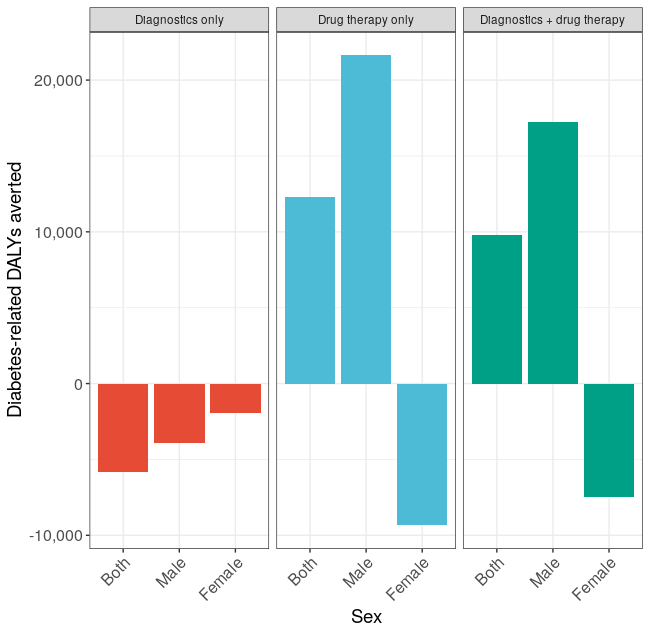 Diagnostics only
Drug therapy only
Diagnostics + drug therapy
Diabetes-related DALYs averted
20,000
10,000
0
-10,000
Both
Male
Female
Both
Male
Female
Both
Male
Female
Sex